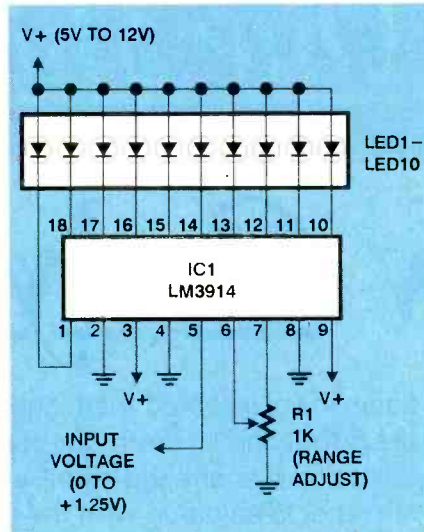 V+ (5V TO 12V)
LED1–
LED10
18 17 16 15 14 13 12 11 10
IC1
LM3914
1 2 3 4 5 6 7 8 9
V+
V+
R1
1K
(RANGE
ADJUST)
INPUT
VOLTAGE
(0 TO
+1.25V)